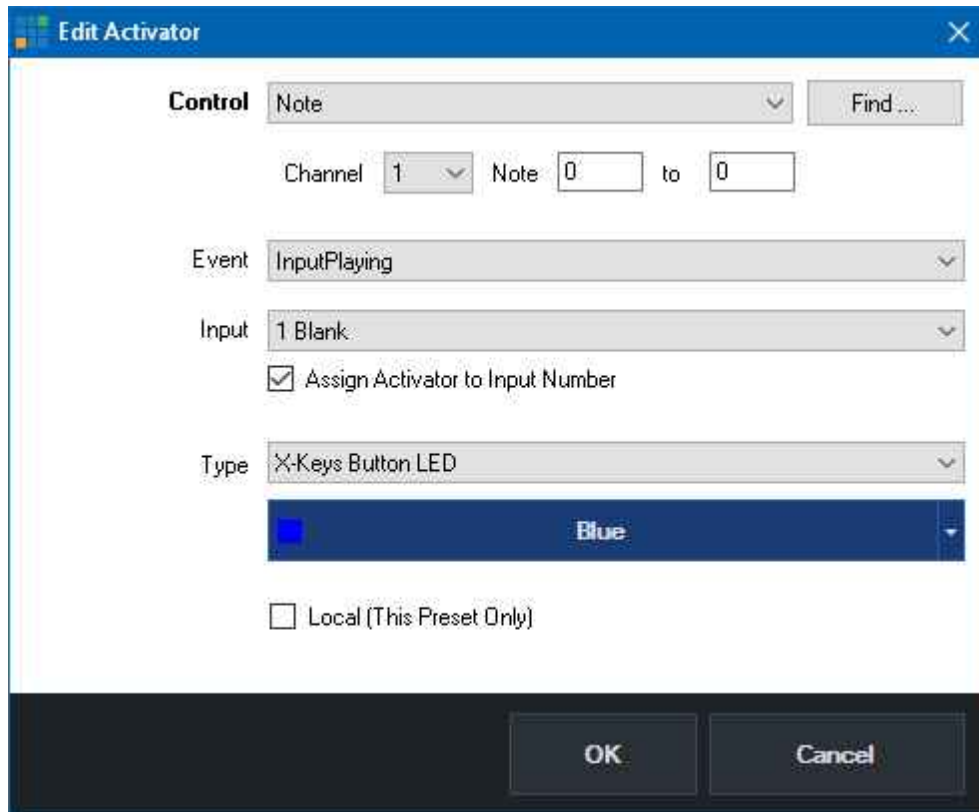 Edit Activator
Control Note Find ...
Channel 1 Note 0 to 0
Event InputPlaying
Input 1 Blank
Assign Activator to Input Number
Type X-Keys Button LED
Blue
Local (This Preset Only)
OK Cancel